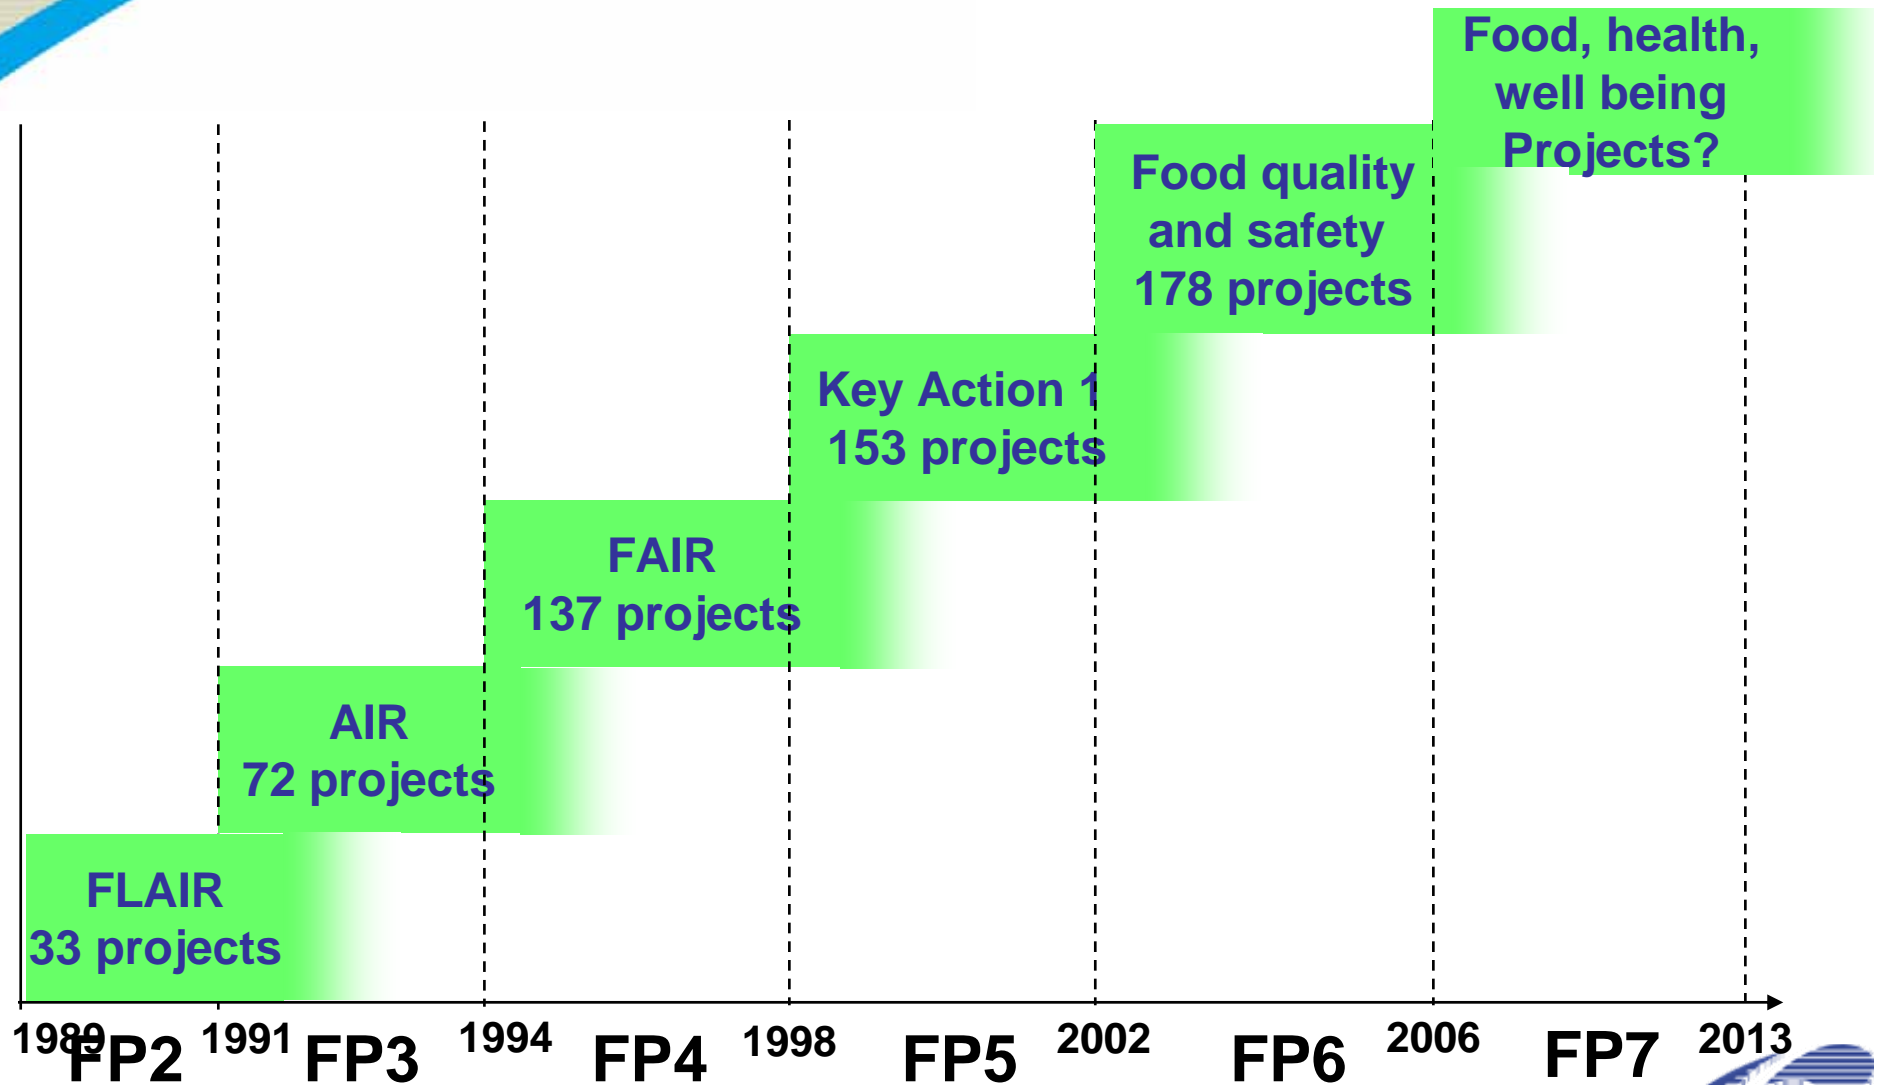 Food, health,
well being
Projects?
Food quality
and safety
178 projects
Key Action 1
153 projects
FAIR
137 projects
AIR
72 projects
FLAIR
33 projects
1989 FP2 1991 FP3 1994 FP4 1998 FP5 2002 FP6 2006 FP7 2013